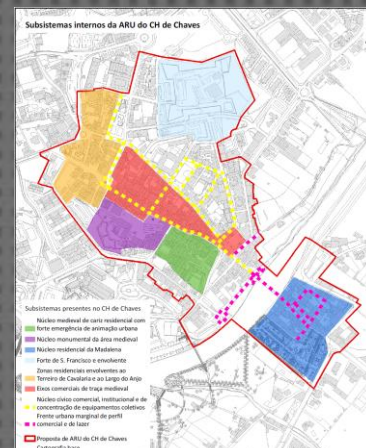 Subsistemas internos da ARU do CH de Chaves
Subsistemas presentes no CH de Chaves
Núcleo medieval de cariz residencial com
forte emergência de animação urbana
Núcleo monumental da área medieval
Núcleo residencial da Madalena
Forte de S. Francisco e envolvente
Zonas residenciais envolventes ao
Terreiro de Cavalaria e ao Largo do Anjo
Eixos comerciais de traça medieval
Núcleo cívico comercial, institucional e de
concentração de equipamentos coletivos
Frente urbana marginal de perfil
comercial e de lazer
Proposta de ARU do CH de Chaves
Cartografia base